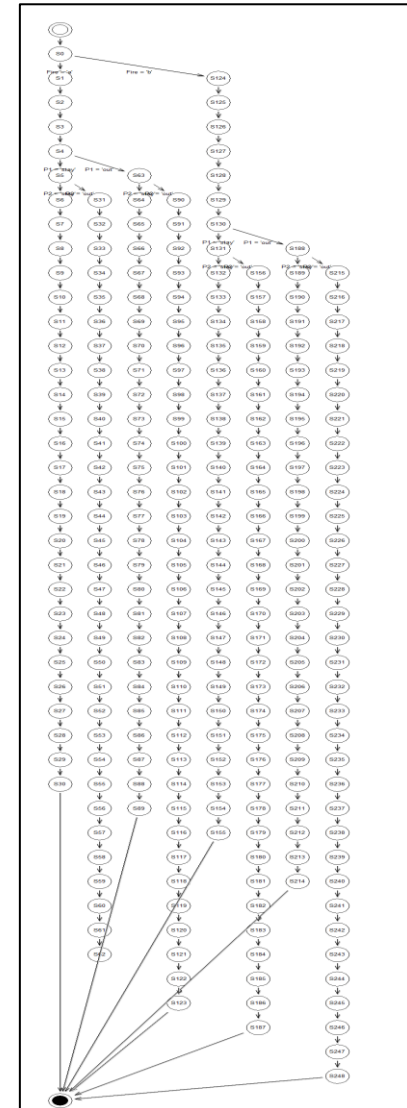 S0
Fire = 'a' Fire = 'b'
S1 S124
S2 S125
S3 S126
S4 S127
P1 = 'stay' P1 = 'out'
S5 S63 S128
S6 S31 S64 S90 S129
S7 S32 S65 S91 S130
P1 = 'stay' P1 = 'out'
S8 S33 S66 S92 S131 S188
S9 S34 S67 S93 S132 S156 S189 S215
S10 S35 S68 S94 S133 S157 S190 S216
S11 S36 S69 S95 S134 S158 S191 S217
S12 S37 S70 S96 S135 S159 S192 S218
S13 S38 S71 S97 S136 S160 S193 S219
S14 S39 S72 S98 S137 S161 S194 S220
S15 S40 S73 S99 S138 S162 S195 S221
S16 S41 S74 S100 S139 S163 S196 S222
S17 S42 S75 S101 S140 S164 S197 S223
S18 S43 S76 S102 S141 S165 S198 S224
S19 S44 S77 S103 S142 S166 S199 S225
S20 S45 S78 S104 S143 S167 S200 S226
S21 S46 S79 S105 S144 S168 S201 S227
S22 S47 S80 S106 S145 S169 S202 S228
S23 S48 S81 S107 S146 S170 S203 S229
S24 S49 S82 S108 S147 S171 S204 S230
S25 S50 S83 S109 S148 S172 S205 S231
S26 S51 S84 S110 S149 S173 S206 S232
S27 S52 S85 S111 S150 S174 S207 S233
S28 S53 S86 S112 S151 S175 S208 S234
S29 S54 S87 S113 S152 S176 S209 S235
S30 S55 S88 S114 S153 S177 S210 S236
S56 S89 S115 S154 S178 S211 S237
S57 S116 S155 S179 S212 S238
S58 S117 S180 S213 S239
S59 S118 S181 S214 S240
S60 S119 S182 S241
S61 S120 S183 S242
S62 S121 S184 S243
S122 S185 S244
S123 S186 S245
S187 S246
S247
S248